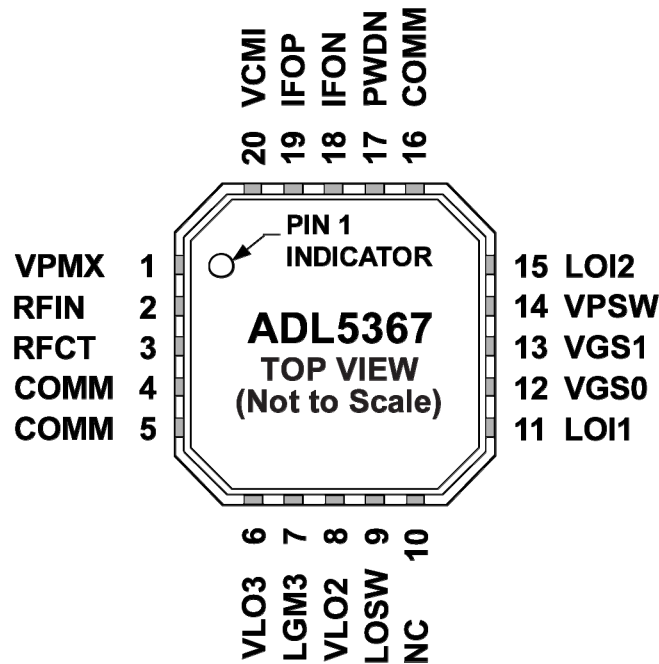 20 VCMI
19 IFOP
18 IFON
17 PWDN
16 COMM
PIN 1
INDICATOR
VPMX 1
RFIN 2
RFCT 3
COMM 4
COMM 5
ADL5367
TOP VIEW
(Not to Scale)
15 LOI2
14 VPSW
13 VGS1
12 VGS0
11 LOI1
VLO3 6
LGM3 7
VLO2 8
LOSW 9
NC 10